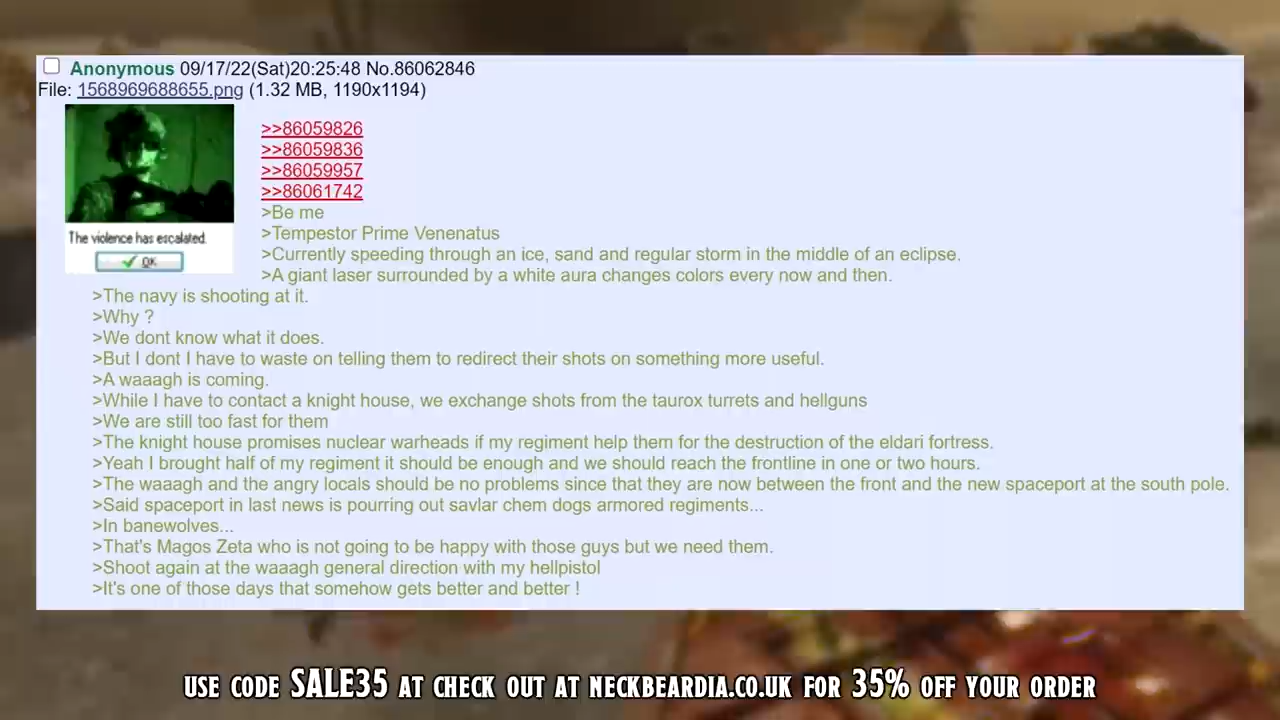 Anonymous 09/17/22(Sat)20:25:48 No.86062846
File: 1568969688655.png (1.32 MB, 1190x1194)
>>86059826
>>86059836
>>86059957
>>86061742
The violence has escalated.
OK
>Be me
>Tempestor Prime Venenatus
>Currently speeding through an ice, sand and regular storm in the middle of an eclipse.
>A giant laser surrounded by a white aura changes colors every now and then.
>The navy is shooting at it.
>Why ?
>We dont know what it does.
>But I dont I have to waste on telling them to redirect their shots on something more useful.
>A waaagh is coming.
>While I have to contact a knight house, we exchange shots from the taurox turrets and hellguns
>We are still too fast for them
>The knight house promises nuclear warheads if my regiment help them for the destruction of the eldari fortress.
>Yeah I brought half of my regiment it should be enough and we should reach the frontline in one or two hours.
>The waaagh and the angry locals should be no problems since that they are now between the front and the new spaceport at the south pole.
>Said spaceport in last news is pourring out savlar chem dogs armored regiments...
>In banewolves...
>That's Magos Zeta who is not going to be happy with those guys but we need them.
>Shoot again at the waaagh general direction with my hellpistol
>It's one of those days that somehow gets better and better !
USE CODE SALE35 AT CHECK OUT AT NECKBEARDIA.CO.UK FOR 35% OFF YOUR ORDER